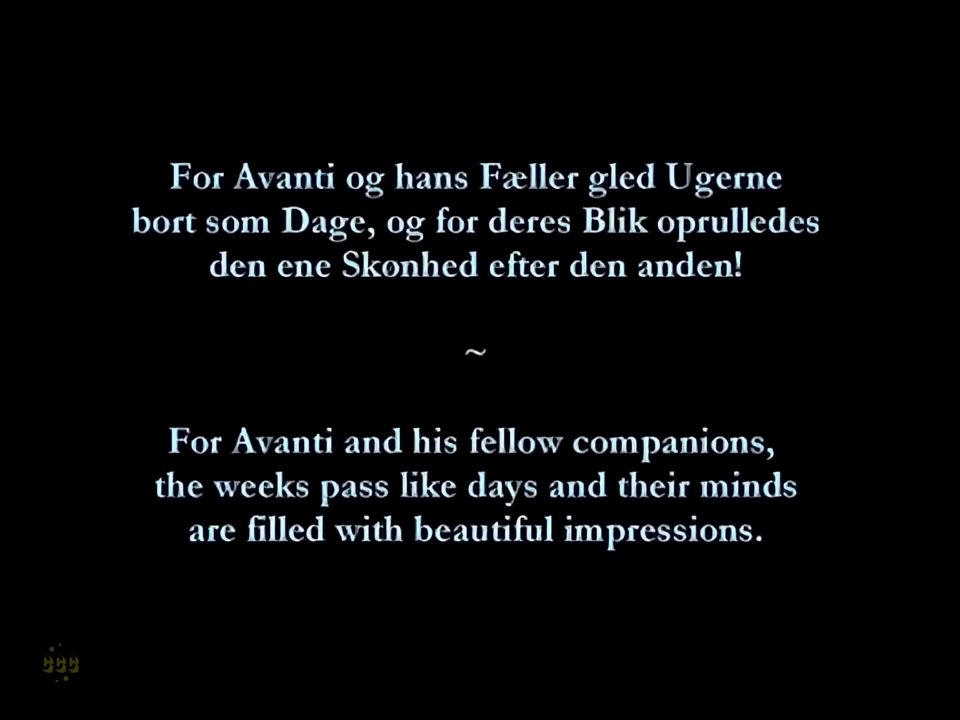 For Avanti og hans Fæller gled Ugerne
bort som Dage, og for deres Blik oprulledes
den ene Skønhed efter den anden!
~
For Avanti and his fellow companions,
the weeks pass like days and their minds
are filled with beautiful impressions.
CCC